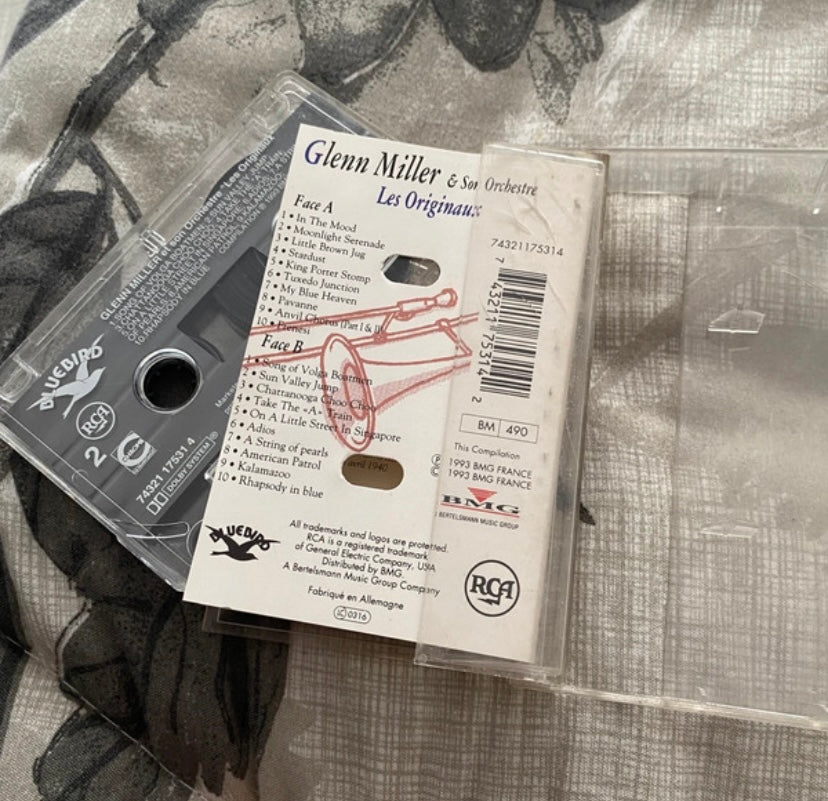 Glenn Miller & Son Orchestre
Les Originaux
Face A
1 • In The Mood
2 • Moonlight Serenade
3 • Little Brown Jug
4 • Stardust
5 • King Porter Stomp
6 • Tuxedo Junction
7 • My Blue Heaven
8 • Pavanne
9 • Anvil Chorus (Part I & II)
10 • Frenesi
Face B
1 • Song of Volga Boatmen
2 • Sun Valley Jump
3 • Chattanooga Choo Choo
4 • Take The «A» Train
5 • On A Little Street In Singapore
6 • Adios
7 • A String of pearls
8 • American Patrol
9 • Kalamazoo
10 • Rhapsody in blue
avril 1940
BLUEBIRD
All trademarks and logos are protected.
RCA is a registered trademark
of General Electric Company, USA
Distributed by BMG.
A Bertelsmann Music Group Company
Fabriqué en Allemagne
LC 0316
74321175314
7 43211 75314 2
BM 490
This Compilation
℗ 1993 BMG FRANCE
© 1993 BMG FRANCE
BMG
BERTELSMANN MUSIC GROUP
RCA
GLENN MILLER et son Orchestre "Les Originaux"
10. RHAPSODY IN BLUE
BLUEBIRD
RCA
2
74321 17531 4
DOLBY SYSTEM